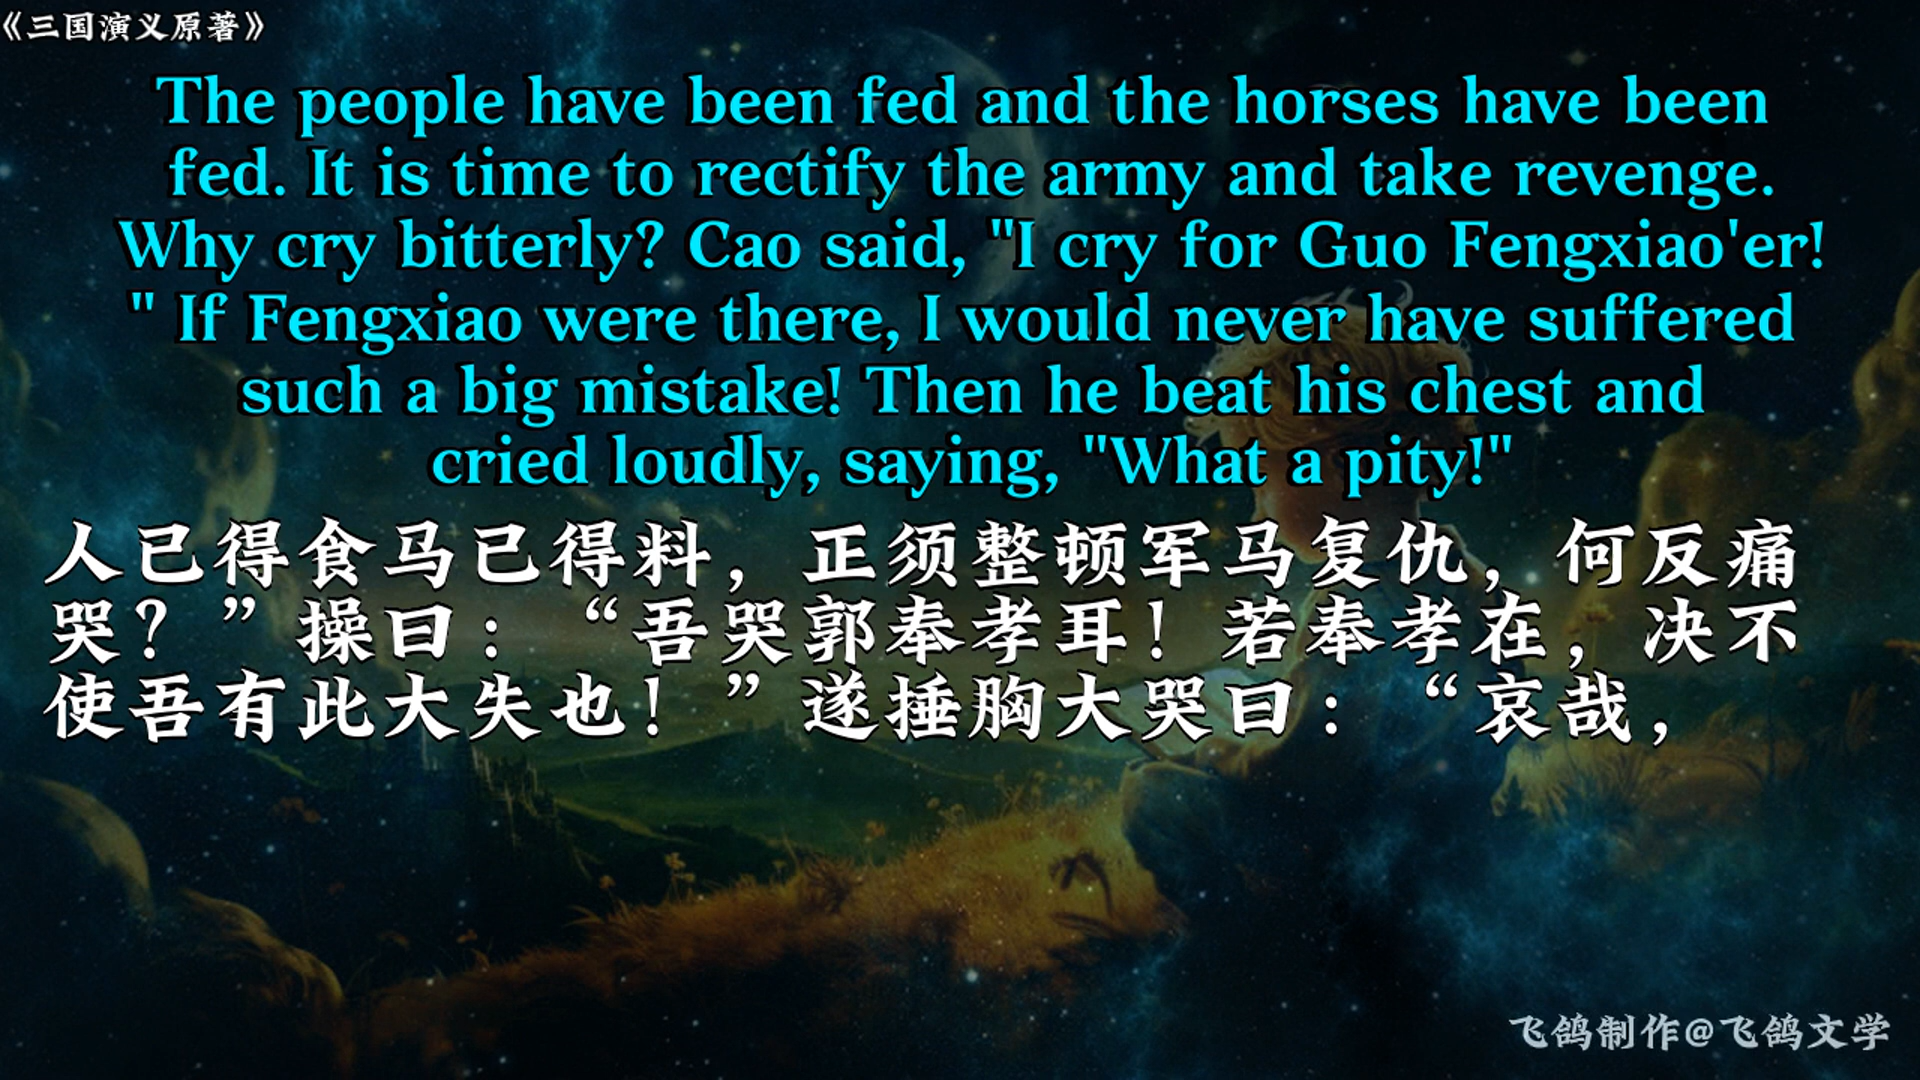 《三国演义原著》
The people have been fed and the horses have been
fed. It is time to rectify the army and take revenge.
Why cry bitterly? Cao said, "I cry for Guo Fengxiao'er!
" If Fengxiao were there, I would never have suffered
such a big mistake! Then he beat his chest and
cried loudly, saying, "What a pity!"
人已得食马已得料，正须整顿军马复仇，何反痛
哭？”操曰：“吾哭郭奉孝耳！若奉孝在，决不
使吾有此大失也！”遂捶胸大哭曰：“哀哉，
飞鸽制作@飞鸽文学